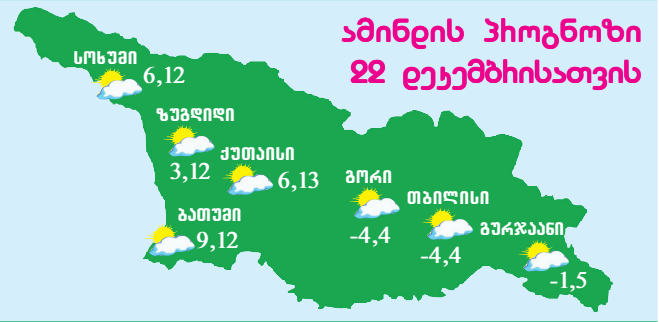 ამინდის პროგნოზი
22 დეკემბრისათვის
სოხუმი
6,12
ზუგდიდი
3,12
ქუთაისი
6,13
ბათუმი
9,12
გორი
-4,4
თბილისი
-4,4
გურჯაანი
-1,5